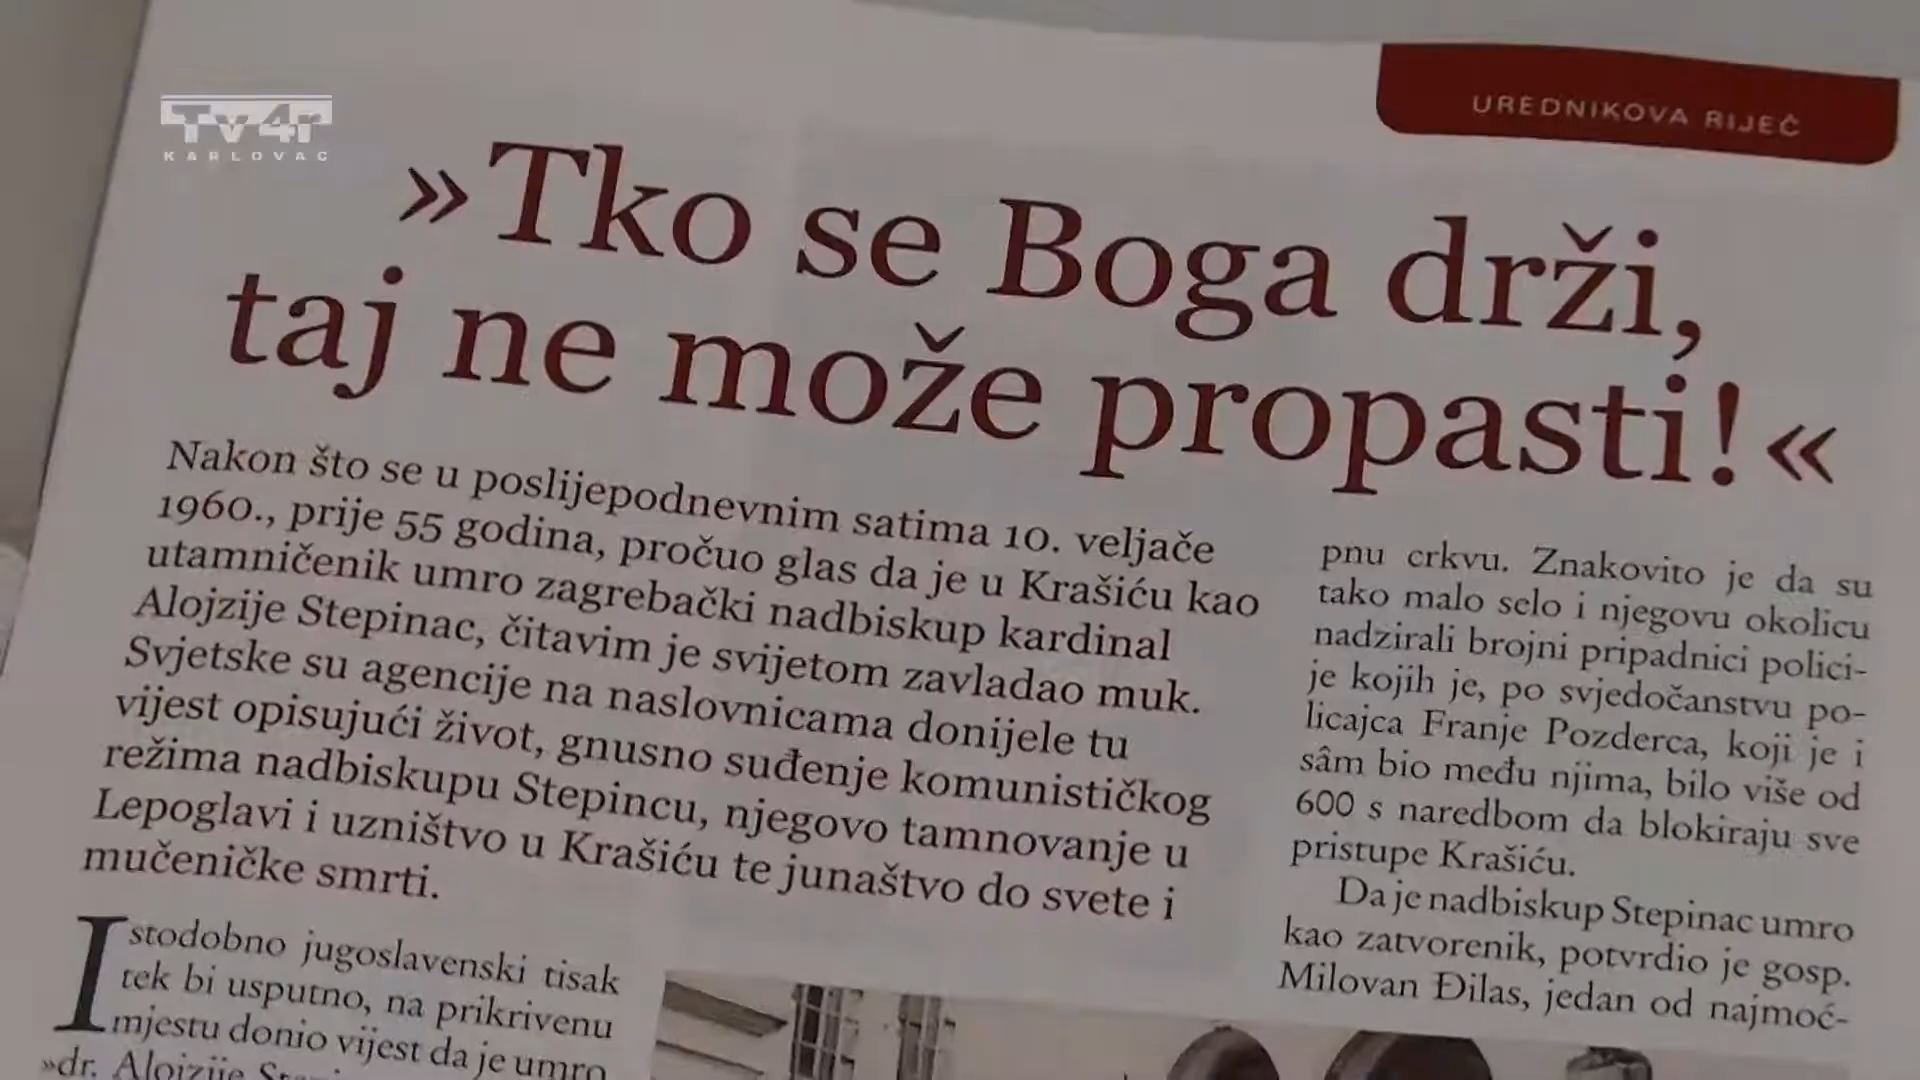 Tv4r
KARLOVAC
UREDNIKOVA RIJEČ
»Tko se Boga drži,
taj ne može propasti!«
Nakon što se u poslijepodnevnim satima 10. veljače
1960., prije 55 godina, pročuo glas da je u Krašiću kao
utamničenik umro zagrebački nadbiskup kardinal
Alojzije Stepinac, čitavim je svijetom zavladao muk.
Svjetske su agencije na naslovnicama donijele tu
vijest opisujući život, gnusno suđenje komunističkog
režima nadbiskupu Stepincu, njegovo tamnovanje u
Lepoglavi i uzništvo u Krašiću te junaštvo do svete i
mučeničke smrti.
Istodobno jugoslavenski tisak
tek bi usputno, na prikrivenu
mjestu donio vijest da je umro
»dr. Alojzije
pnu crkvu. Znakovito je da su
tako malo selo i njegovu okolicu
nadzirali brojni pripadnici polici-
je kojih je, po svjedočanstvu po-
licajca Franje Pozderca, koji je i
sâm bio među njima, bilo više od
600 s naredbom da blokiraju sve
pristupe Krašiću.
Da je nadbiskup Stepinac umro
kao zatvorenik, potvrdio je gosp.
Milovan Đilas, jedan od najmoć-